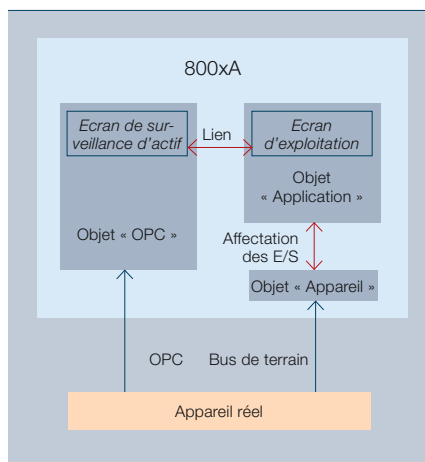 800xA
Ecran de sur-
veillance d'actif
Lien
Ecran
d'exploitation
Objet
« Application »
Objet « OPC »
Affectation
des E/S
Objet « Appareil »
OPC
Bus de terrain
Appareil réel